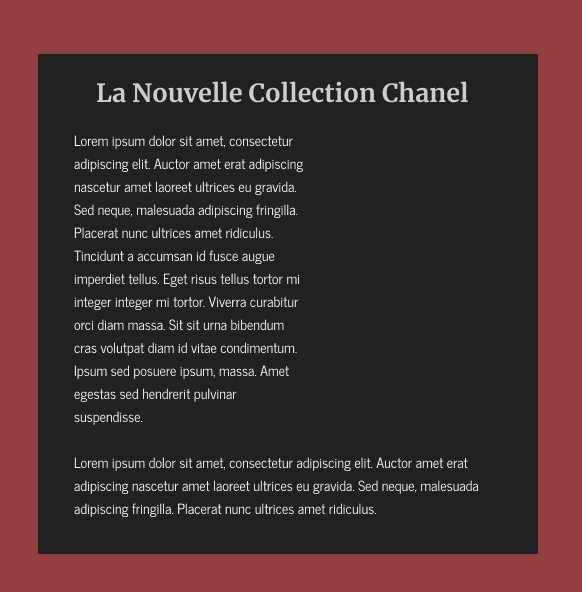 La Nouvelle Collection Chanel
Lorem ipsum dolor sit amet, consectetur
adipiscing elit. Auctor amet erat adipiscing
nascetur amet laoreet ultrices eu gravida.
Sed neque, malesuada adipiscing fringilla.
Placerat nunc ultrices amet ridiculus.
Tincidunt a accumsan id fusce augue
imperdiet tellus. Eget risus tellus tortor mi
integer integer mi tortor. Viverra curabitur
orci diam massa. Sit sit urna bibendum
cras volutpat diam id vitae condimentum.
Ipsum sed posuere ipsum, massa. Amet
egestas sed hendrerit pulvinar
suspendisse.
Lorem ipsum dolor sit amet, consectetur adipiscing elit. Auctor amet erat
adipiscing nascetur amet laoreet ultrices eu gravida. Sed neque, malesuada
adipiscing fringilla. Placerat nunc ultrices amet ridiculus.